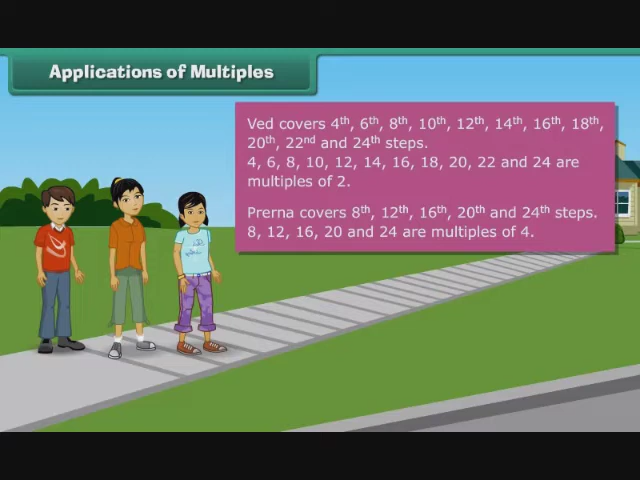 Applications of Multiples
Ved covers 4th, 6th, 8th, 10th, 12th, 14th, 16th, 18th,
20th, 22nd and 24th steps.
4, 6, 8, 10, 12, 14, 16, 18, 20, 22 and 24 are
multiples of 2.
Prerna covers 8th, 12th, 16th, 20th and 24th steps.
8, 12, 16, 20 and 24 are multiples of 4.